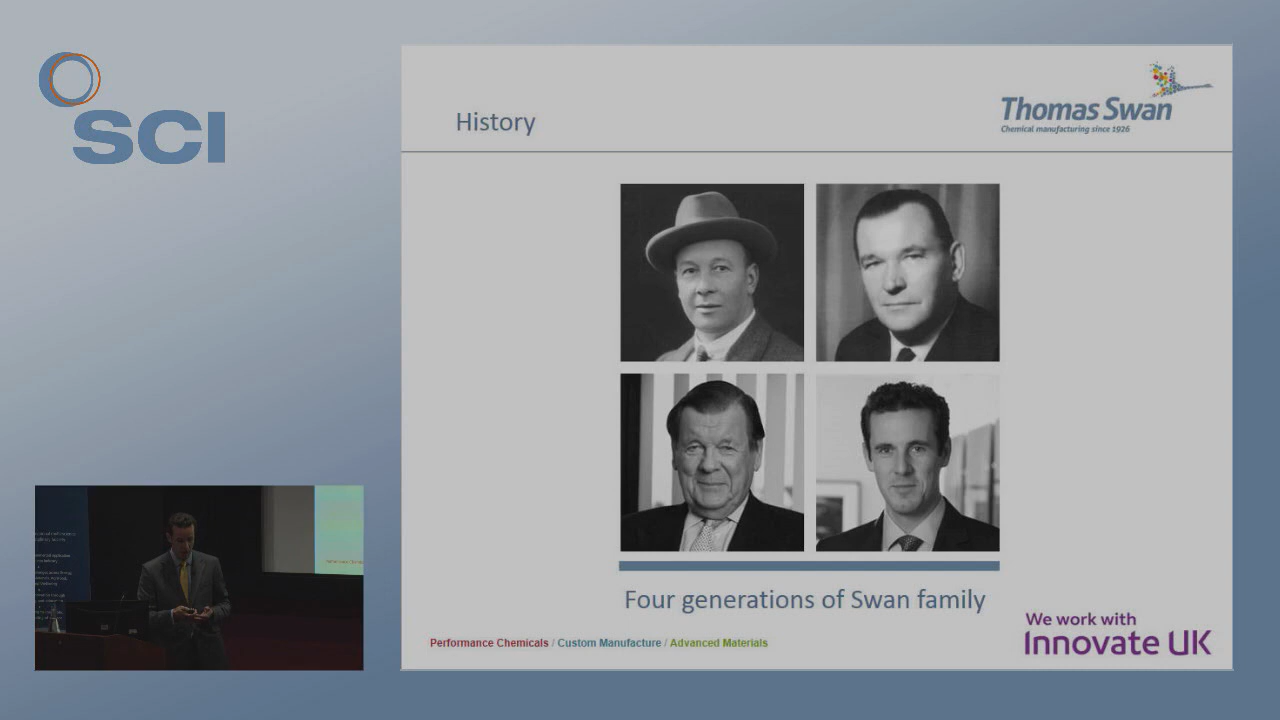 SCI
History
Thomas Swan
Chemical manufacturing since 1926
Four generations of Swan family
Performance Chemicals / Custom Manufacture / Advanced Materials
We work with
Innovate UK